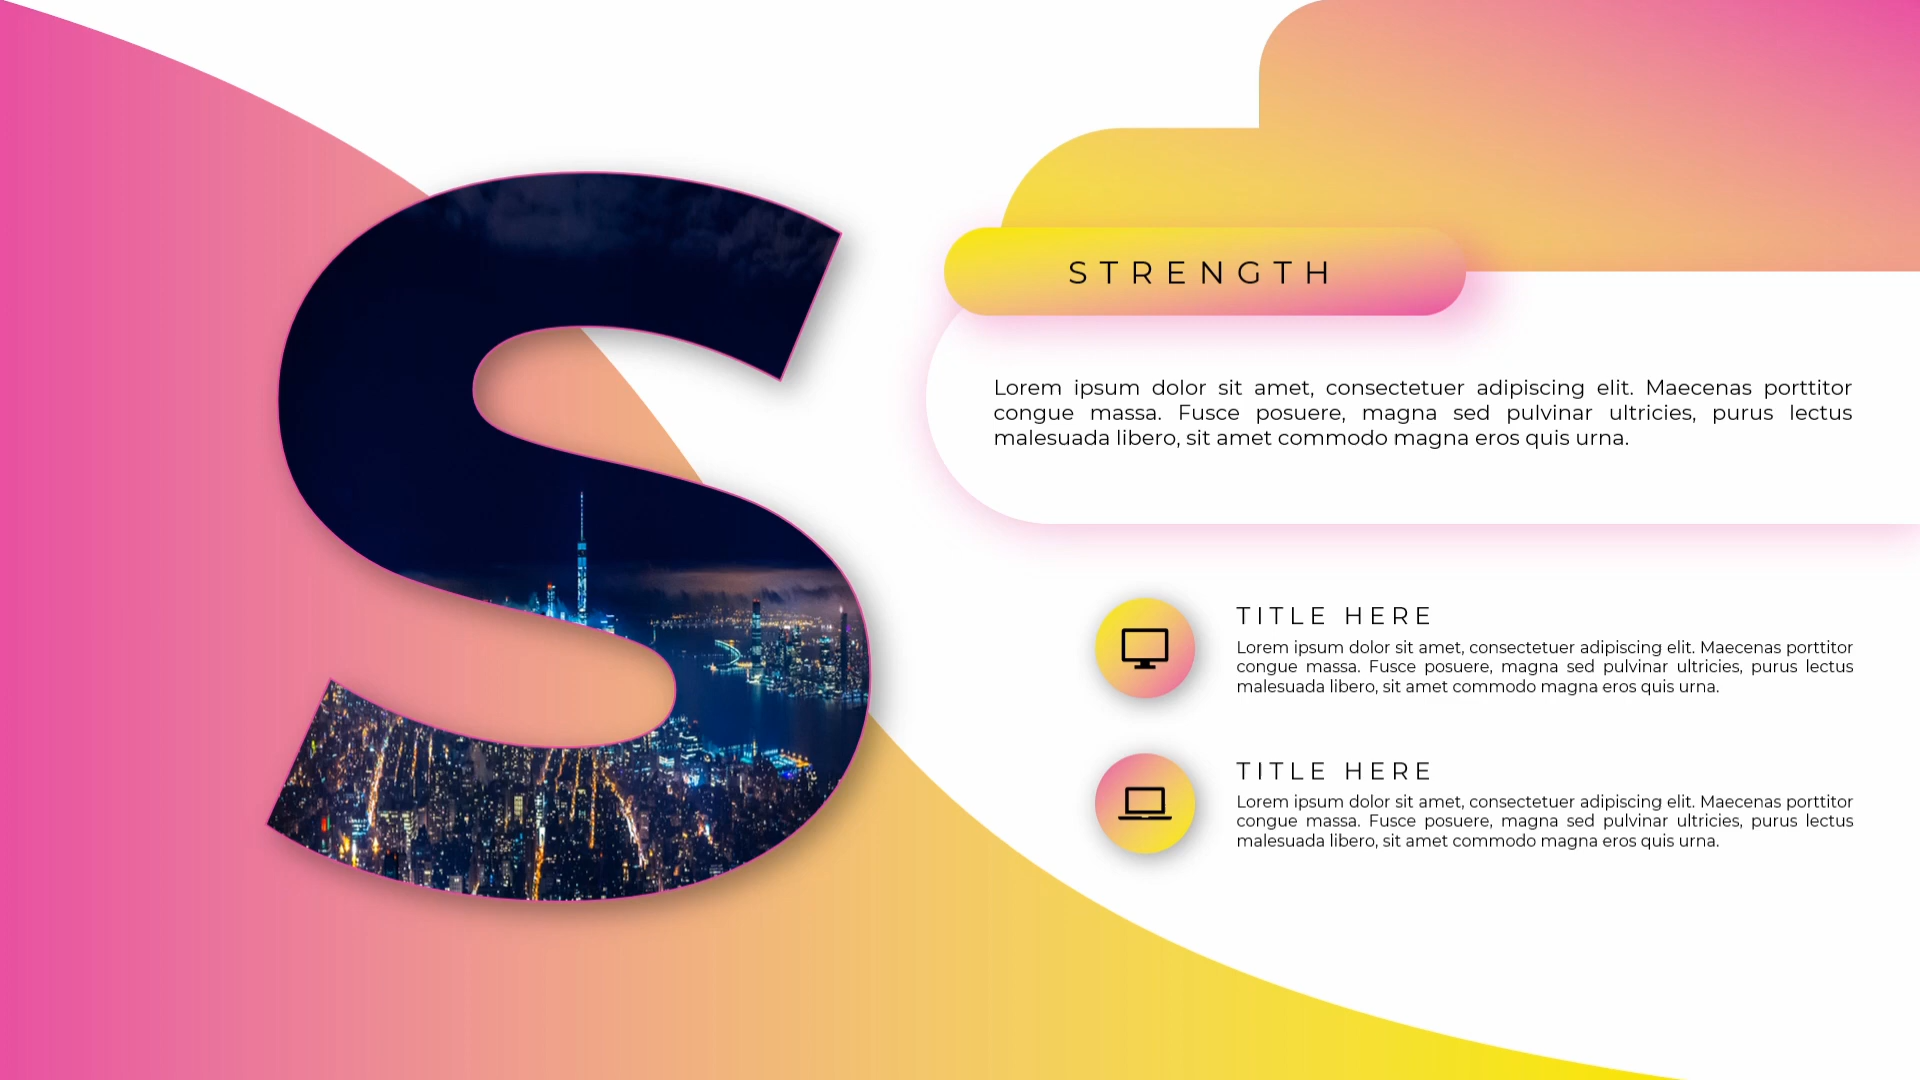 S
STRENGTH
Lorem ipsum dolor sit amet, consectetuer adipiscing elit. Maecenas porttitor
congue massa. Fusce posuere, magna sed pulvinar ultricies, purus lectus
malesuada libero, sit amet commodo magna eros quis urna.
TITLE HERE
Lorem ipsum dolor sit amet, consectetuer adipiscing elit. Maecenas porttitor
congue massa. Fusce posuere, magna sed pulvinar ultricies, purus lectus
malesuada libero, sit amet commodo magna eros quis urna.
TITLE HERE
Lorem ipsum dolor sit amet, consectetuer adipiscing elit. Maecenas porttitor
congue massa. Fusce posuere, magna sed pulvinar ultricies, purus lectus
malesuada libero, sit amet commodo magna eros quis urna.